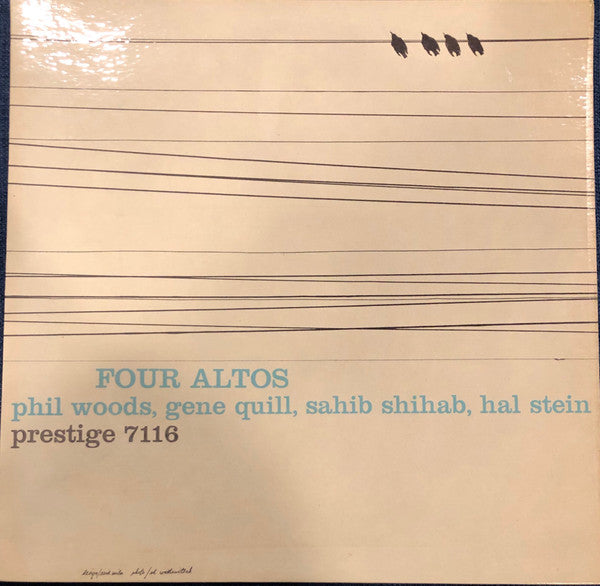 FOUR ALTOS
phil woods, gene quill, sahib shihab, hal stein
prestige 7116